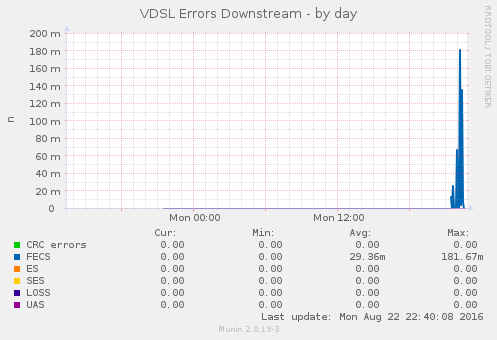 VDSL Errors Downstream - by day
RRDTOOL / TOBI OETIKER
200 m
180 m
160 m
140 m
120 m
100 m
80 m
60 m
40 m
20 m
0
n
Mon 00:00 Mon 12:00
Cur: Min: Avg: Max:
CRC errors 0.00 0.00 0.00 0.00
FECS 0.00 0.00 29.36m 181.67m
ES 0.00 0.00 0.00 0.00
SES 0.00 0.00 0.00 0.00
LOSS 0.00 0.00 0.00 0.00
UAS 0.00 0.00 0.00 0.00
Last update: Mon Aug 22 22:40:08 2016
Munin 2.0.19-3